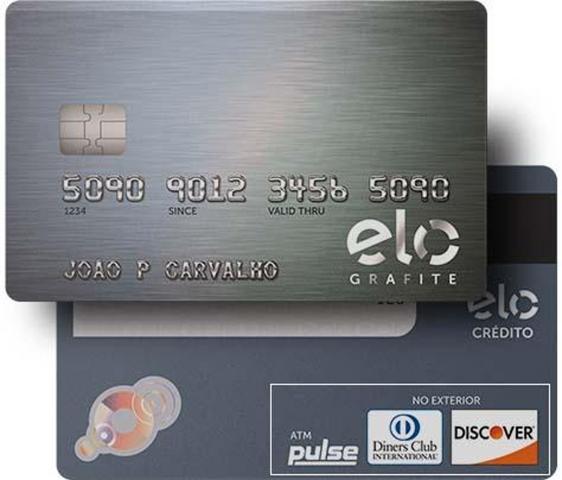 5090 9012 3456 5090
1234 SINCE VALID THRU
elo
GRAFITE
JOAO P CARVALHO
elo
CRÉDITO
NO EXTERIOR
ATM
pulse
Diners Club
INTERNATIONAL
DISCOVER